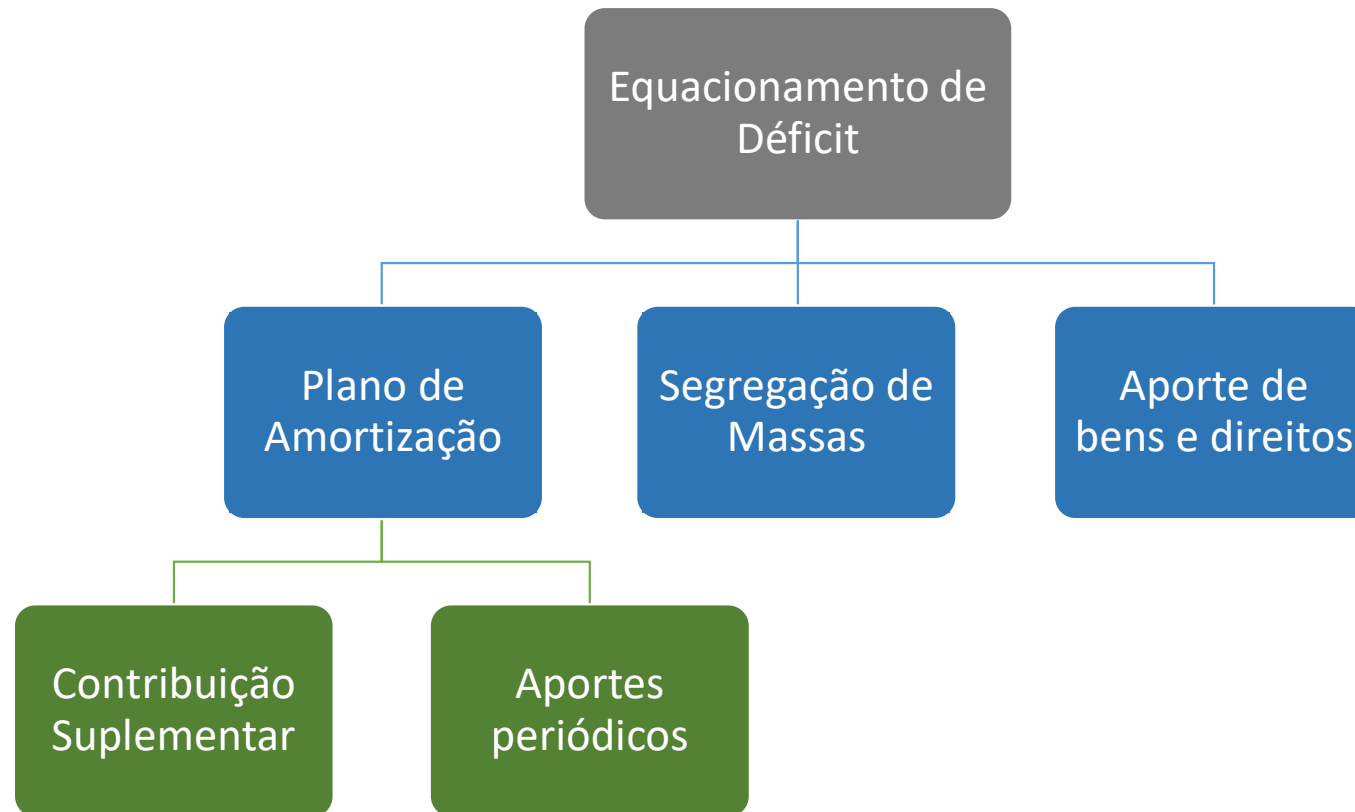 Equacionamento de
Déficit
Plano de
Amortização
Segregação de
Massas
Aporte de
bens e direitos
Contribuição
Suplementar
Aportes
periódicos